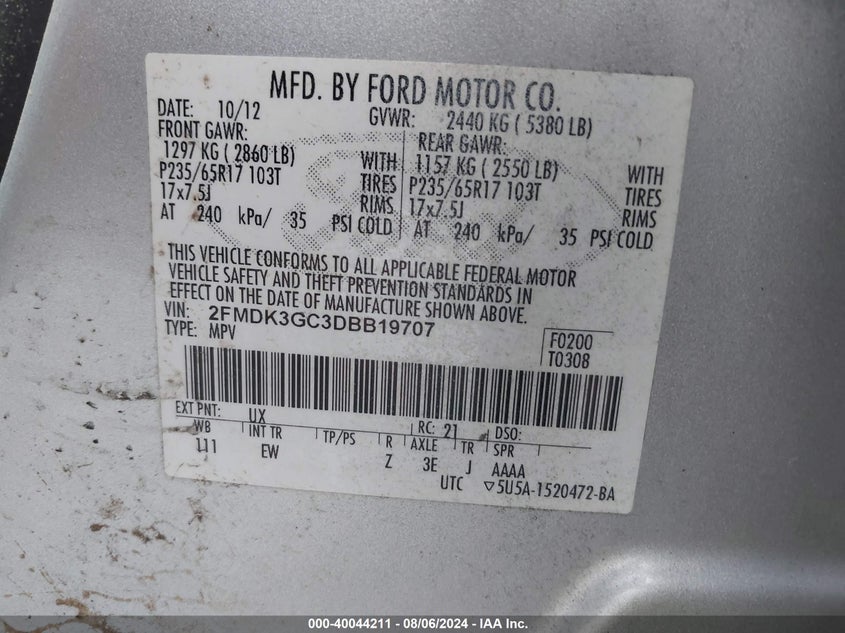 MFD. BY FORD MOTOR CO.
DATE: 10/12 GVWR: 2440 KG ( 5380 LB)
FRONT GAWR: REAR GAWR:
1297 KG ( 2860 LB) WITH 1157 KG ( 2550 LB) WITH
P235/65R17 103T TIRES P235/65R17 103T TIRES
17x7.5J RIMS 17x7.5J RIMS
AT 240 kPa/ 35 PSI COLD AT 240 kPa/ 35 PSI COLD
THIS VEHICLE CONFORMS TO ALL APPLICABLE FEDERAL MOTOR
VEHICLE SAFETY AND THEFT PREVENTION STANDARDS IN
EFFECT ON THE DATE OF MANUFACTURE SHOWN ABOVE.
VIN: 2FMDK3GC3DBB19707
TYPE: MPV
F0200
T0308
EXT PNT: UX RC: 21 DSO:
WB INT TR TP/PS R AXLE TR SPR
111 EW Z 3E J AAAA
UTC ▽5U5A-1520472-BA
000-40044211 - 08/06/2024 - IAA Inc.